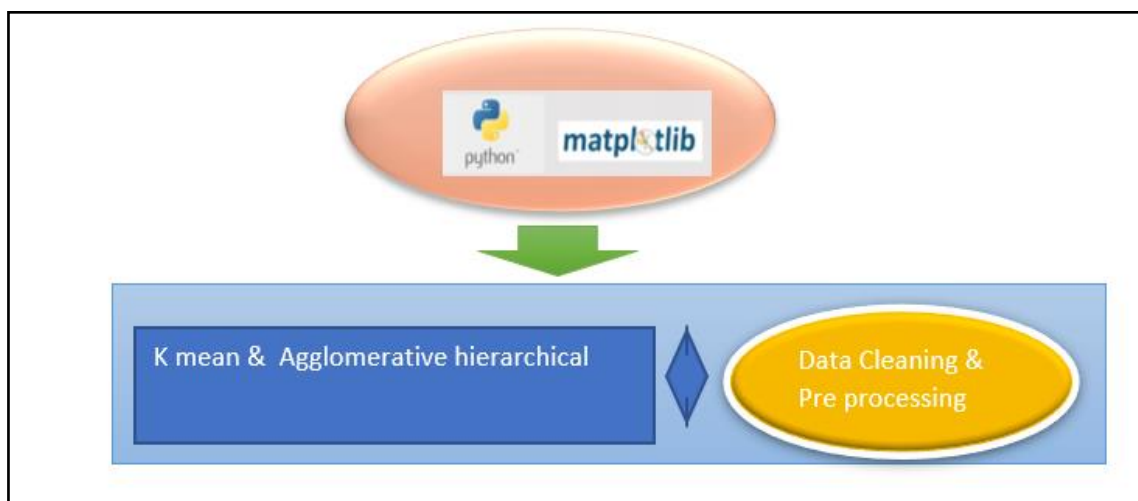 python
matplotlib
K mean & Agglomerative hierarchical
Data Cleaning &
Pre processing